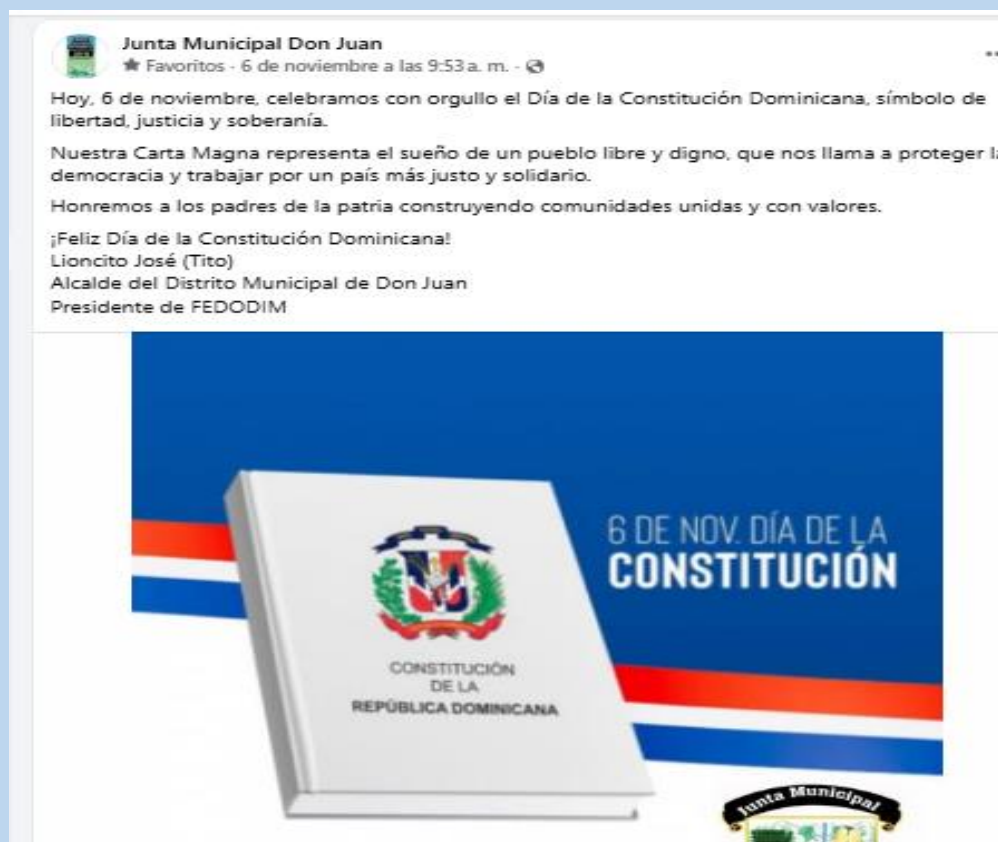 Junta Municipal Don Juan
Favoritos · 6 de noviembre a las 9:53 a. m. ·
Hoy, 6 de noviembre, celebramos con orgullo el Día de la Constitución Dominicana, símbolo de
libertad, justicia y soberanía.
Nuestra Carta Magna representa el sueño de un pueblo libre y digno, que nos llama a proteger la
democracia y trabajar por un país más justo y solidario.
Honremos a los padres de la patria construyendo comunidades unidas y con valores.
¡Feliz Día de la Constitución Dominicana!
Lioncito José (Tito)
Alcalde del Distrito Municipal de Don Juan
Presidente de FEDODIM
6 DE NOV. DÍA DE LA
CONSTITUCIÓN
CONSTITUCIÓN
DE LA
REPÚBLICA DOMINICANA
Junta Municipal